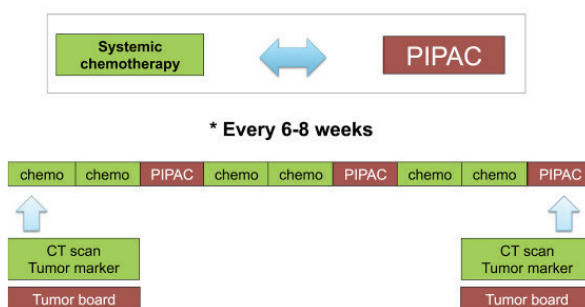 Systemic
chemotherapy
PIPAC
* Every 6-8 weeks
chemo chemo PIPAC chemo chemo PIPAC chemo chemo PIPAC
CT scan
Tumor marker
Tumor board
CT scan
Tumor marker
Tumor board